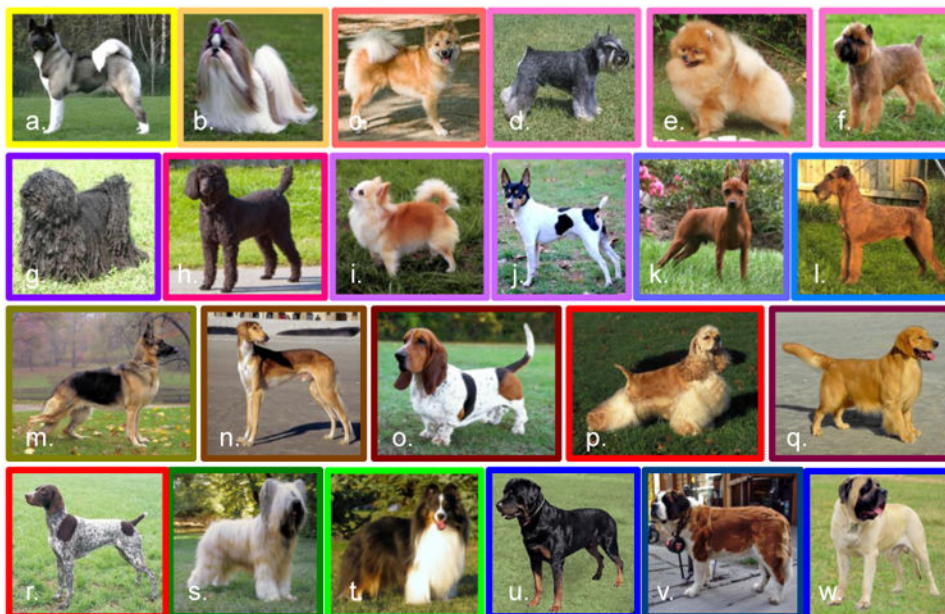 a. b. c. d. e. f.
g. h. i. j. k. l.
m. n. o. p. q.
r. s. t. u. v. w.